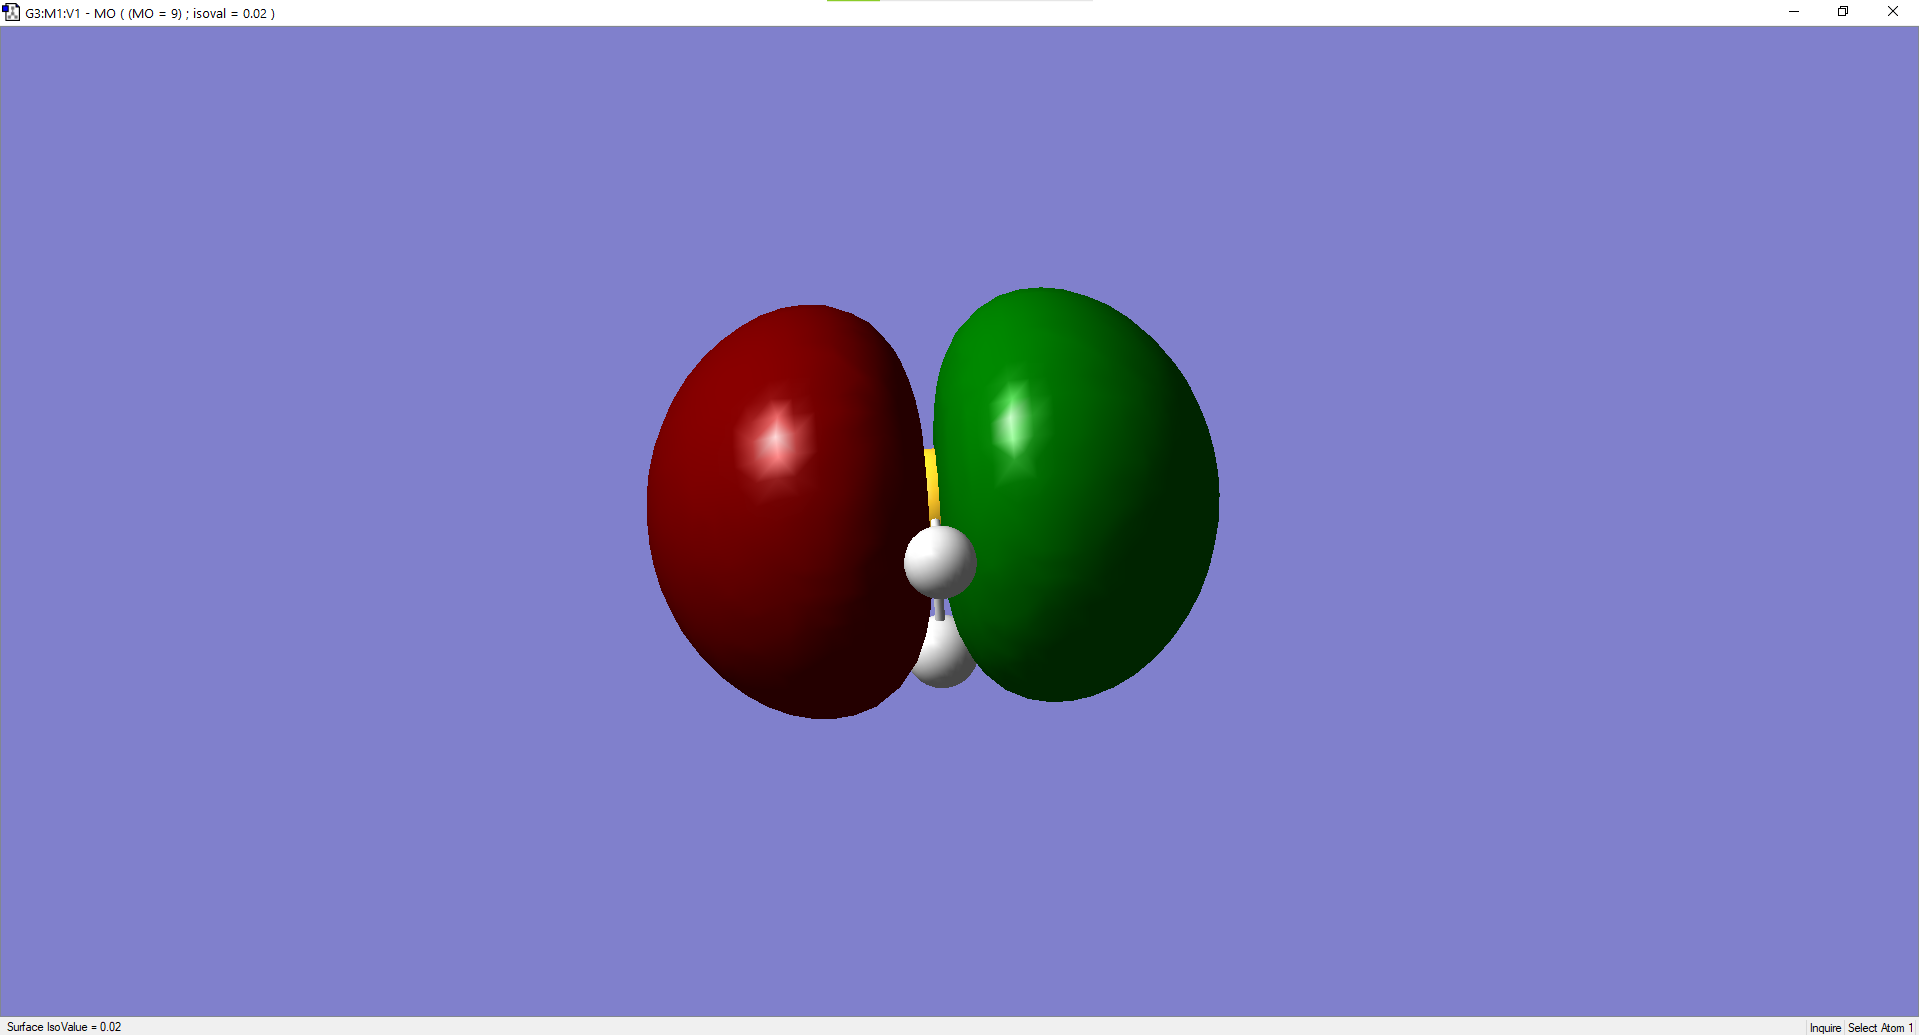 G3:M1:V1 - MO ( (MO = 9) ; isoval = 0.02 )
Surface IsoValue = 0.02
Inquire
Select Atom 1